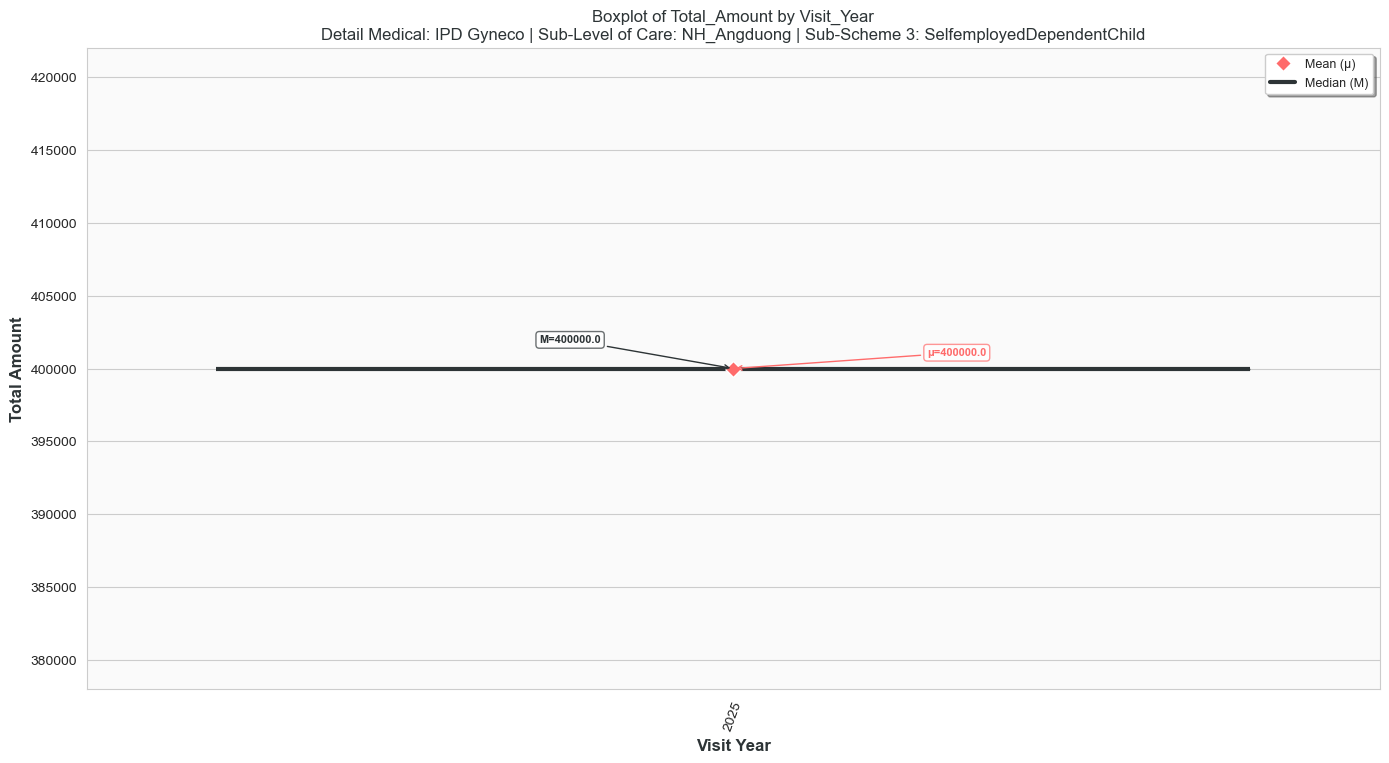 Boxplot of Total_Amount by Visit_Year
Detail Medical: IPD Gyneco | Sub-Level of Care: NH_Angduong | Sub-Scheme 3: SelfemployedDependentChild
Mean (μ)
Median (M)
420000
415000
410000
405000
400000
395000
390000
385000
380000
Total Amount
M=400000.0
μ=400000.0
2025
Visit Year